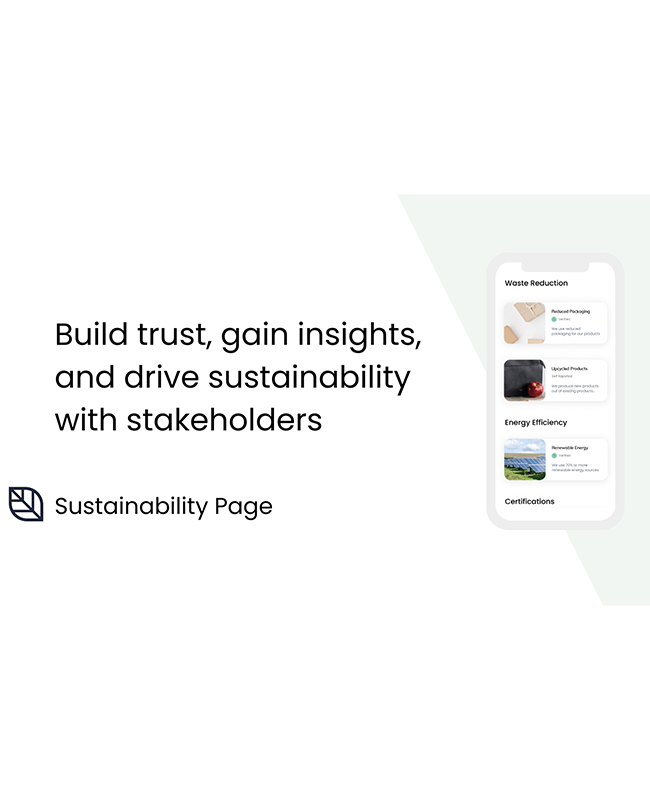 Build trust, gain insights,
and drive sustainability
with stakeholders
Sustainability Page
Waste Reduction
Reduced Packaging
Verified
We use reduced
packaging for our products
Upcycled Products
Self Reported
We produce new products
out of existing products...
Energy Efficiency
Renewable Energy
Verified
We use 70% or more
renewable energy sources
Certifications